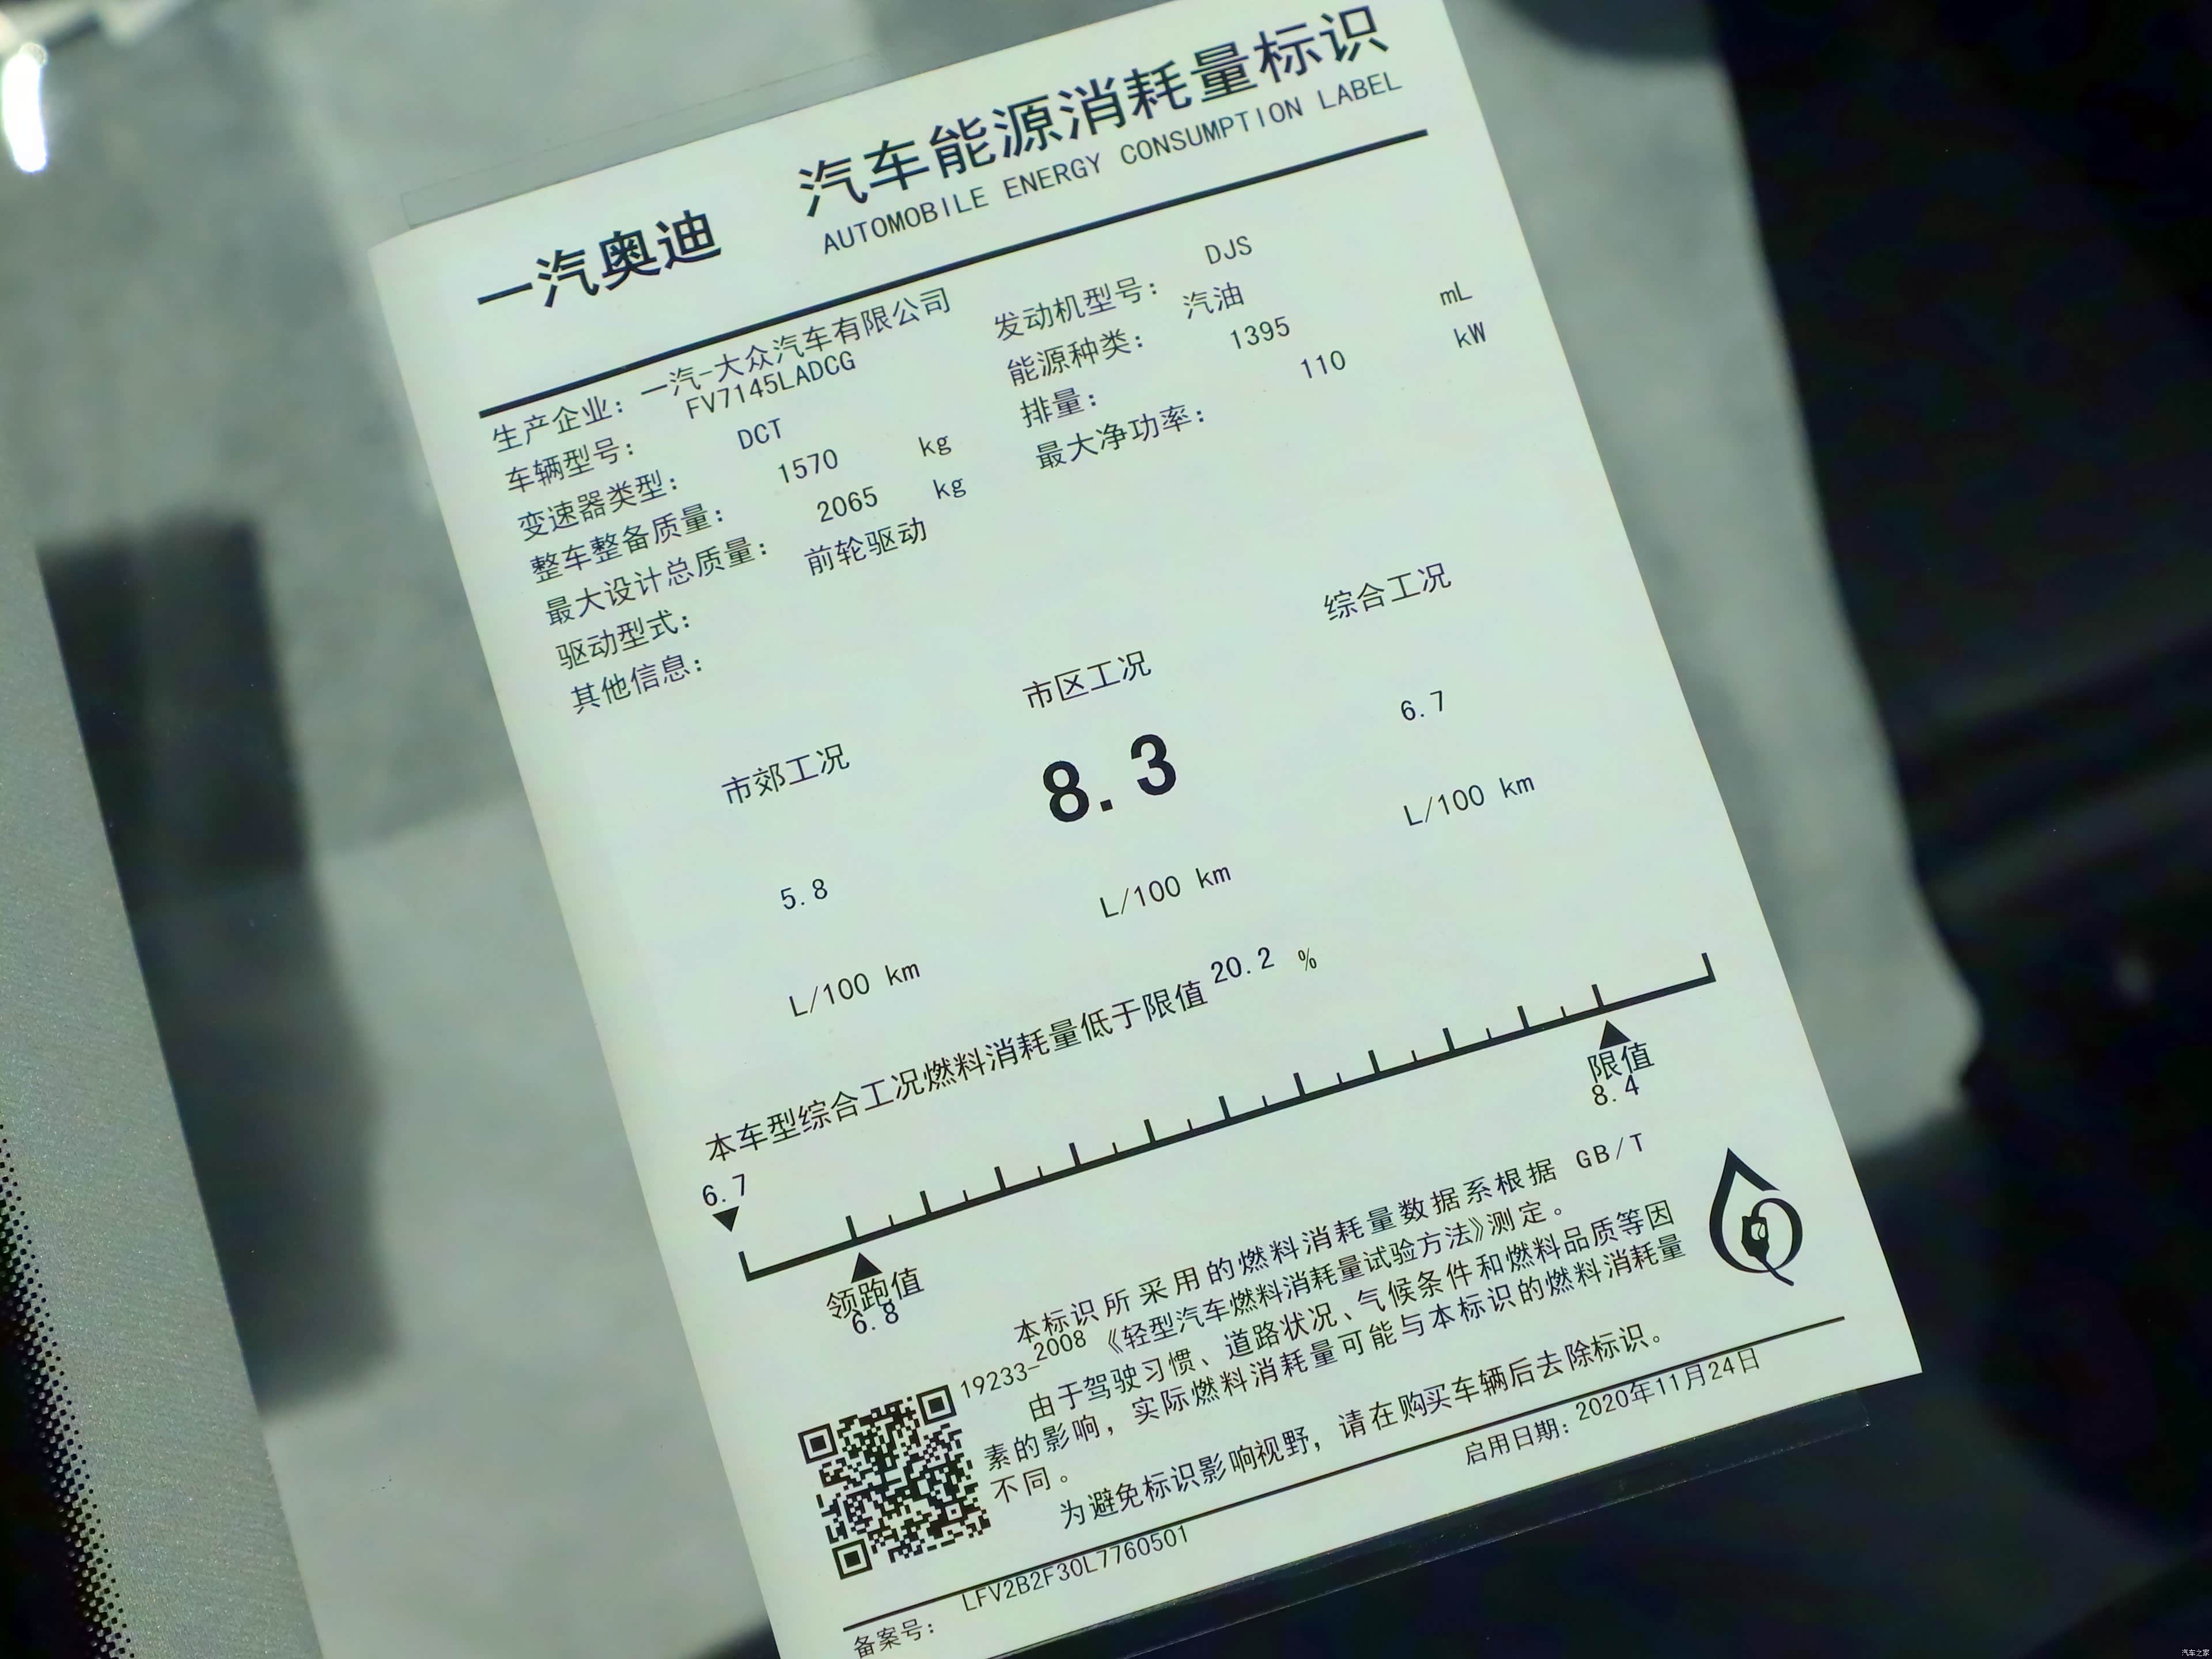 一汽奥迪
汽车能源消耗量标识
AUTOMOBILE ENERGY CONSUMPTION LABEL
生产企业：一汽-大众汽车有限公司
车辆型号： FV7145LADCG
变速器类型： DCT
整车整备质量： 1570 kg
最大设计总质量： 2065 kg
驱动型式： 前轮驱动
其他信息：
发动机型号： DJS
能源种类： 汽油
排量： 1395 mL
最大净功率： 110 kW
市郊工况 市区工况 综合工况
5.8 8.3 6.7
L/100 km L/100 km L/100 km
本车型综合工况燃料消耗量低于限值 20.2 %
6.7
领跑值
6.8
限值
8.4
本标识所采用的燃料消耗量数据系根据 GB/T
19233-2008《轻型汽车燃料消耗量试验方法》测定。
由于驾驶习惯、道路状况、气候条件和燃料品质等因
素的影响，实际燃料消耗量可能与本标识的燃料消耗量
不同。
为避免标识影响视野，请在购买车辆后去除标识。
备案号： LFV2B2F30L7760501
启用日期：2020年11月24日
汽车之家